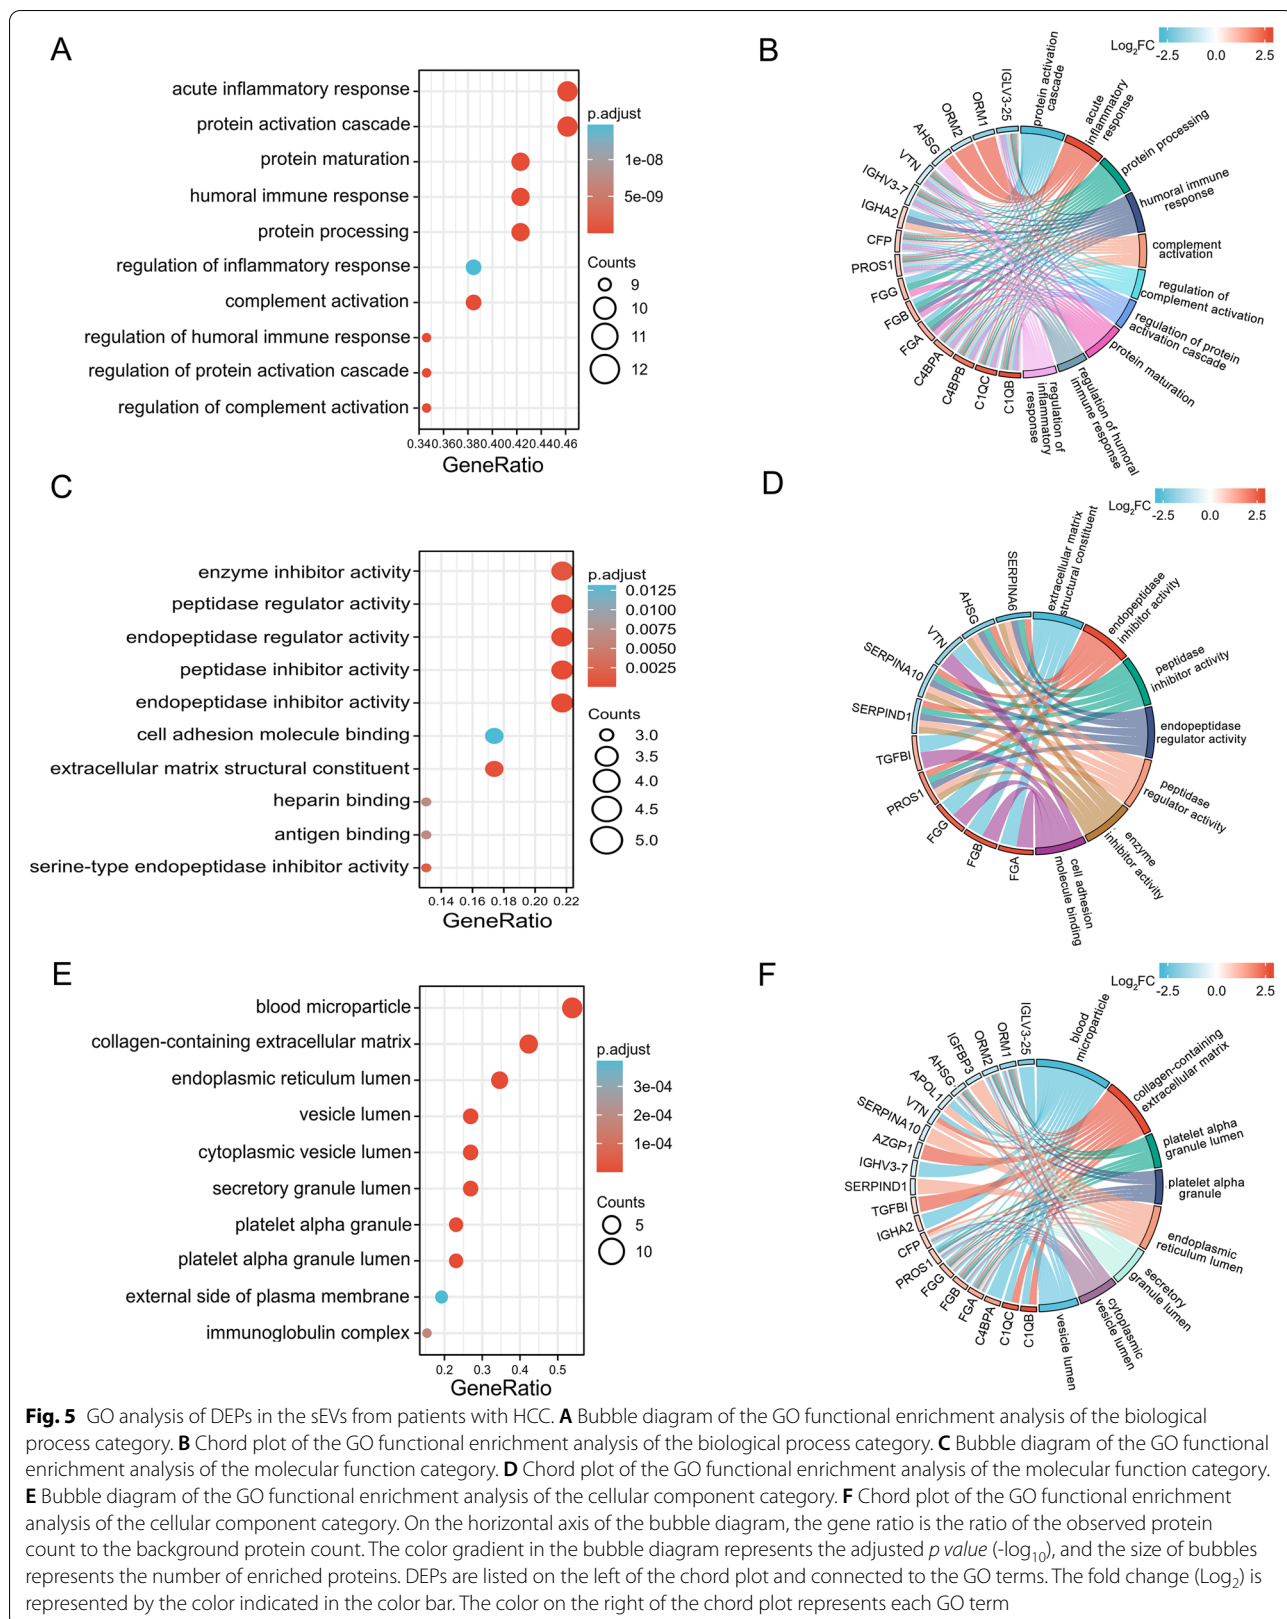 A
acute inflammatory response
protein activation cascade
protein maturation
humoral immune response
protein processing
regulation of inflammatory response
complement activation
regulation of humoral immune response
regulation of protein activation cascade
regulation of complement activation
0.340.360.380.400.420.440.46
GeneRatio
p.adjust
1e-08
5e-09
Counts
9
10
11
12
B
Log2FC
-2.5 0.0 2.5
IGLV3-25
ORM1
ORM2
AHSG
VTN
IGHV3-7
IGHA2
CFP
PROS1
FGG
FGB
FGA
C4BPA
C4BPB
C1QC
C1QB
protein activation
cascade
acute
inflammatory
response
protein processing
humoral immune
response
complement
activation
regulation of
complement activation
regulation of protein
activation cascade
protein maturation
regulation of humoral
immune response
regulation of
inflammatory
response
C
enzyme inhibitor activity
peptidase regulator activity
endopeptidase regulator activity
peptidase inhibitor activity
endopeptidase inhibitor activity
cell adhesion molecule binding
extracellular matrix structural constituent
heparin binding
antigen binding
serine-type endopeptidase inhibitor activity
0.14 0.16 0.18 0.20 0.22
GeneRatio
p.adjust
0.0125
0.0100
0.0075
0.0050
0.0025
Counts
3.0
3.5
4.0
4.5
5.0
D
Log2FC
-2.5 0.0 2.5
SERPINA6
AHSG
VTN
SERPINA10
SERPIND1
TGFBI
PROS1
FGG
FGB
FGA
extracellular matrix
structural constituent
endopeptidase
inhibitor activity
peptidase
inhibitor activity
endopeptidase
regulator activity
peptidase
regulator activity
enzyme
inhibitor activity
cell adhesion
molecule binding
E
blood microparticle
collagen-containing extracellular matrix
endoplasmic reticulum lumen
vesicle lumen
cytoplasmic vesicle lumen
secretory granule lumen
platelet alpha granule
platelet alpha granule lumen
external side of plasma membrane
immunoglobulin complex
0.2 0.3 0.4 0.5
GeneRatio
p.adjust
3e-04
2e-04
1e-04
Counts
5
10
F
Log2FC
-2.5 0.0 2.5
IGLV3-25
ORM1
ORM2
IGFBP3
AHSG
APOL1
VTN
SERPINA10
AZGP1
IGHV3-7
SERPIND1
TGFBI
IGHA2
CFP
PROS1
FGG
FGB
FGA
C4BPA
C1QC
C1QB
blood
microparticle
collagen-containing
extracellular matrix
platelet alpha
granule lumen
platelet alpha
granule
endoplasmic
reticulum lumen
secretory
granule lumen
cytoplasmic
vesicle lumen
vesicle lumen
Fig. 5 GO analysis of DEPs in the sEVs from patients with HCC. A Bubble diagram of the GO functional enrichment analysis of the biological
process category. B Chord plot of the GO functional enrichment analysis of the biological process category. C Bubble diagram of the GO functional
enrichment analysis of the molecular function category. D Chord plot of the GO functional enrichment analysis of the molecular function category.
E Bubble diagram of the GO functional enrichment analysis of the cellular component category. F Chord plot of the GO functional enrichment
analysis of the cellular component category. On the horizontal axis of the bubble diagram, the gene ratio is the ratio of the observed protein
count to the background protein count. The color gradient in the bubble diagram represents the adjusted p value (-log10), and the size of bubbles
represents the number of enriched proteins. DEPs are listed on the left of the chord plot and connected to the GO terms. The fold change (Log2) is
represented by the color indicated in the color bar. The color on the right of the chord plot represents each GO term